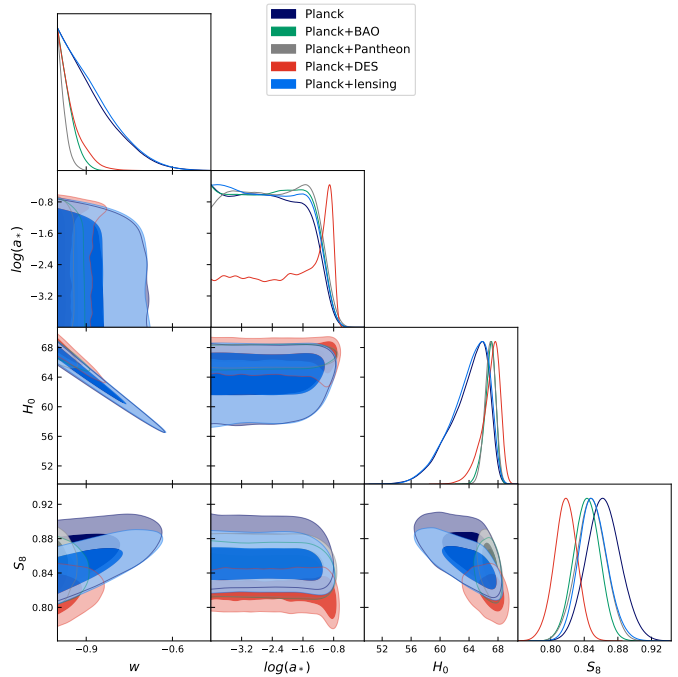 Planck
Planck+BAO
Planck+Pantheon
Planck+DES
Planck+lensing
−0.8
−1.6
−2.4
−3.2
log(a*)
68
64
60
56
52
H₀
0.92
0.88
0.84
0.80
S₈
−0.9 −0.6
w
−3.2 −2.4 −1.6 −0.8
log(a*)
52 56 60 64 68
H₀
0.80 0.84 0.88 0.92
S₈